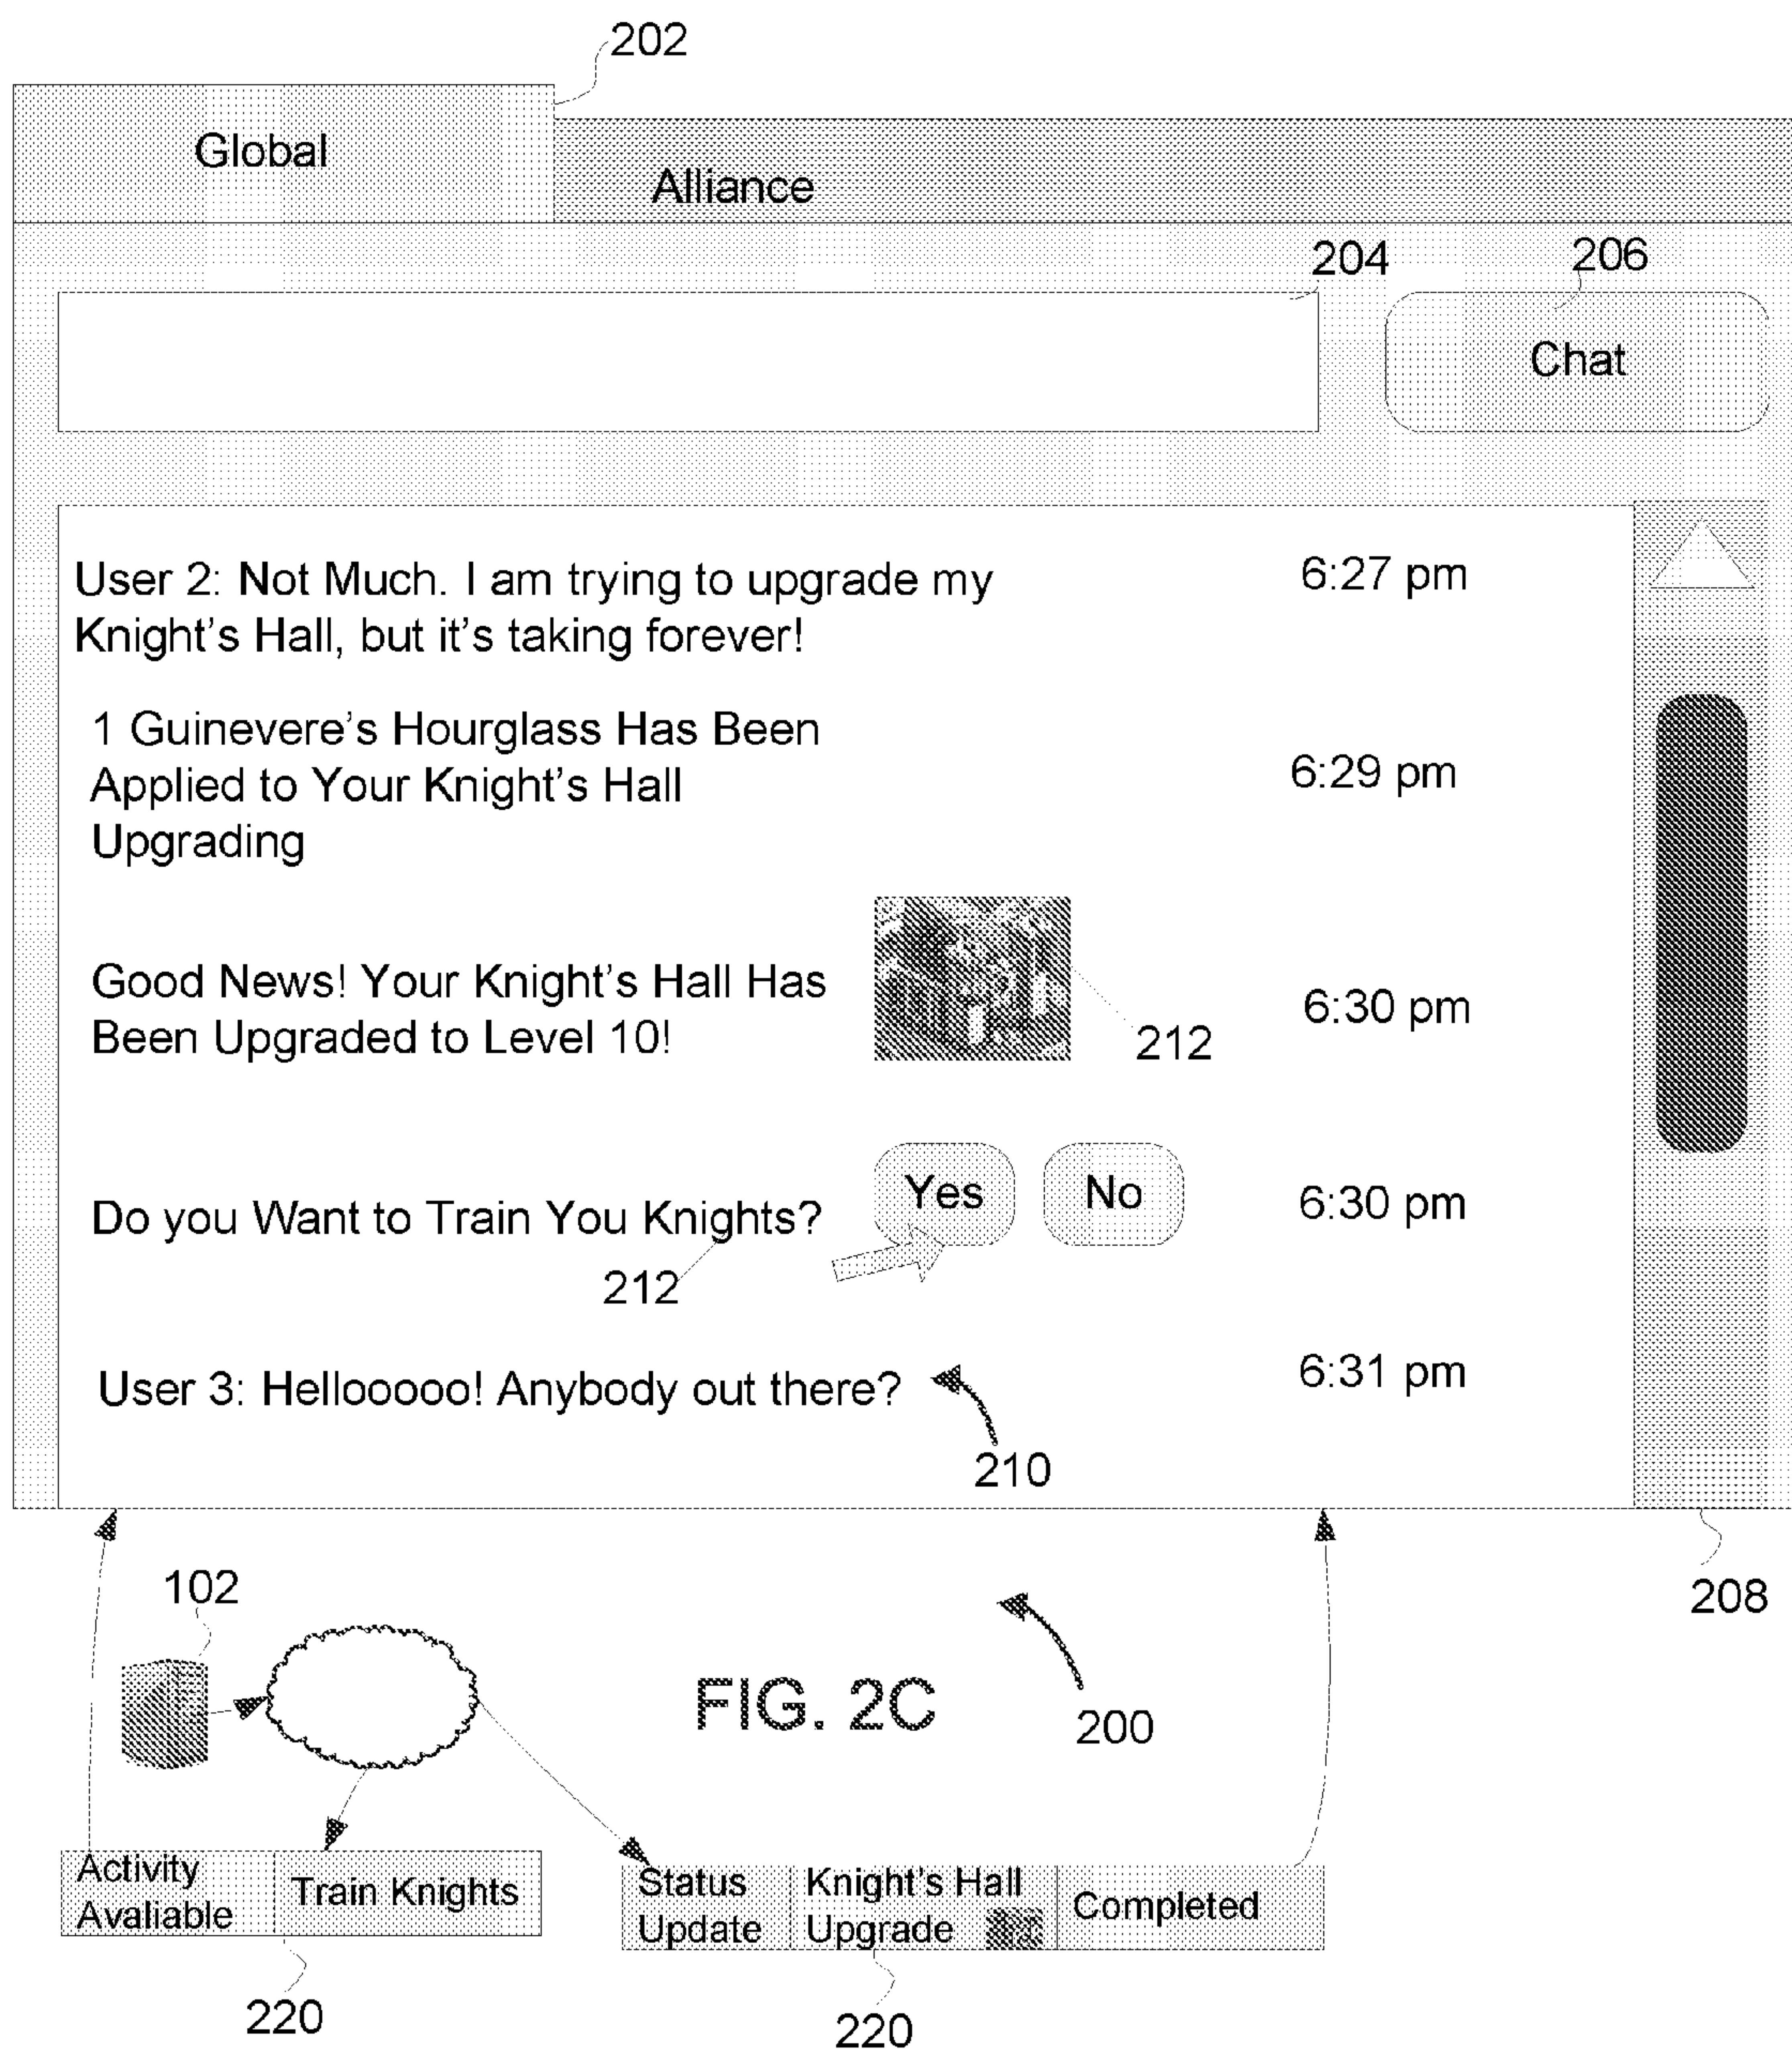 202
Global
Alliance
204
206
Chat
User 2: Not Much. I am trying to upgrade my
Knight's Hall, but it's taking forever!
6:27 pm
1 Guinevere's Hourglass Has Been
Applied to Your Knight's Hall
Upgrading
6:29 pm
Good News! Your Knight's Hall Has
Been Upgraded to Level 10!
212
6:30 pm
Do you Want to Train You Knights?
Yes
No
6:30 pm
212
User 3: Hellooooo! Anybody out there?
6:31 pm
210
208
102
FIG. 2C
200
Activity
Avaliable
Train Knights
Status
Update
Knight's Hall
Upgrade
Completed
220
220